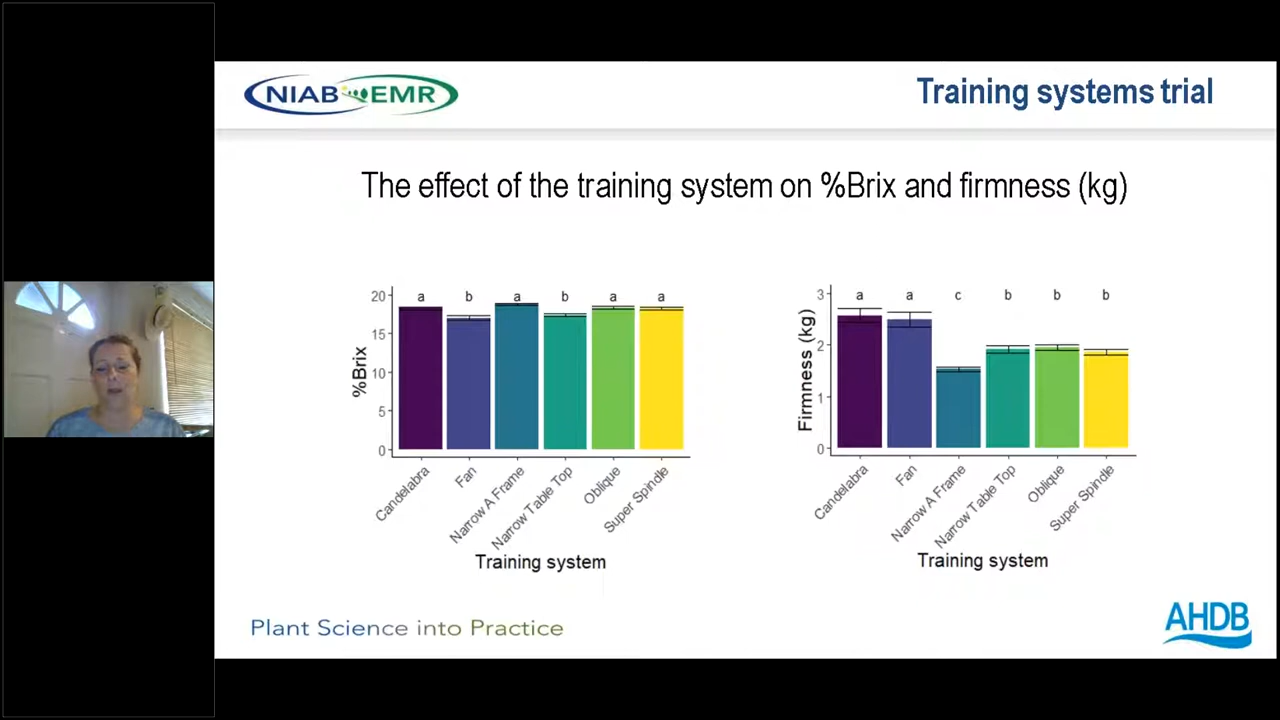 NIAB EMR
Training systems trial
The effect of the training system on %Brix and firmness (kg)
%Brix
20
15
10
5
0
a b a b a a
Candelabra
Fan
Narrow A Frame
Narrow Table Top
Oblique
Super Spindle
Training system
Firmness (kg)
3
2
1
0
a a c b b b
Candelabra
Fan
Narrow A Frame
Narrow Table Top
Oblique
Super Spindle
Training system
Plant Science into Practice
AHDB